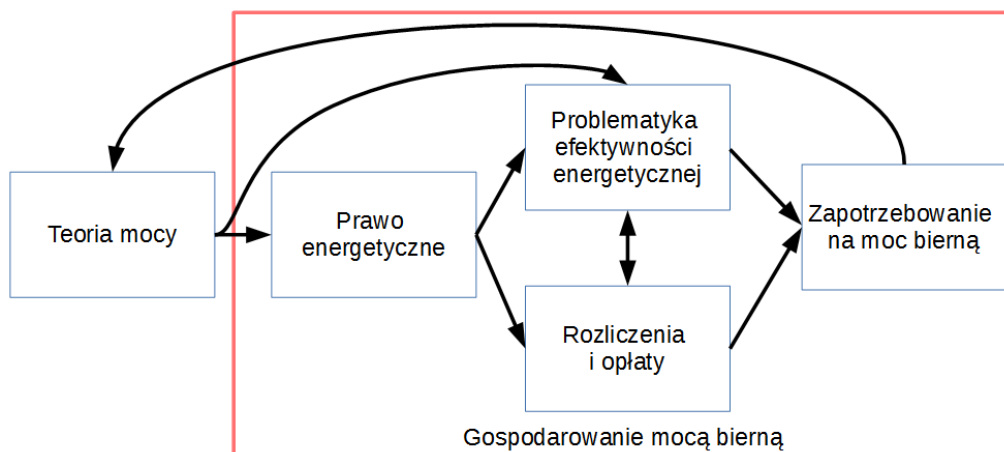 Teoria mocy
Prawo
energetyczne
Problematyka
efektywności
energetycznej
Rozliczenia
i opłaty
Zapotrzebowanie
na moc bierną
Gospodarowanie mocą bierną